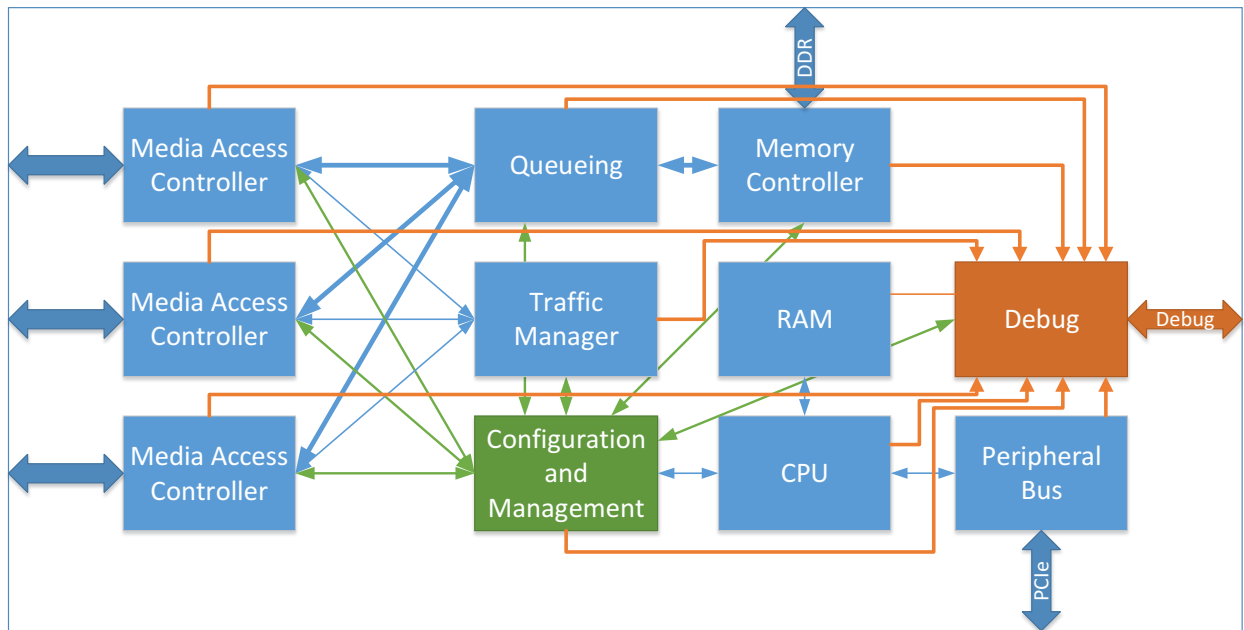 DDR
Media Access
Controller
Queueing
Memory
Controller
Media Access
Controller
Traffic
Manager
RAM
Debug
Debug
Media Access
Controller
Configuration
and
Management
CPU
Peripheral
Bus
PCIe